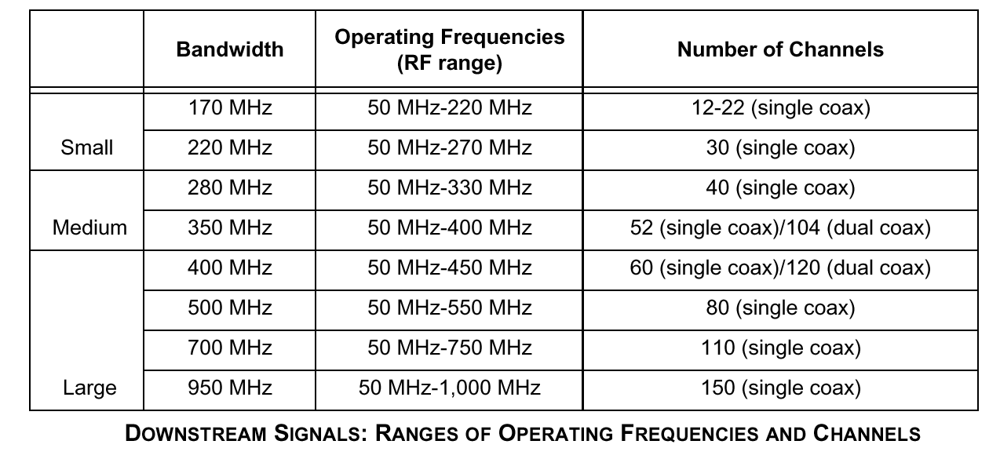 Bandwidth
Operating Frequencies
(RF range)
Number of Channels
170 MHz 50 MHz-220 MHz 12-22 (single coax)
Small 220 MHz 50 MHz-270 MHz 30 (single coax)
280 MHz 50 MHz-330 MHz 40 (single coax)
Medium 350 MHz 50 MHz-400 MHz 52 (single coax)/104 (dual coax)
400 MHz 50 MHz-450 MHz 60 (single coax)/120 (dual coax)
500 MHz 50 MHz-550 MHz 80 (single coax)
700 MHz 50 MHz-750 MHz 110 (single coax)
Large 950 MHz 50 MHz-1,000 MHz 150 (single coax)
DOWNSTREAM SIGNALS: RANGES OF OPERATING FREQUENCIES AND CHANNELS